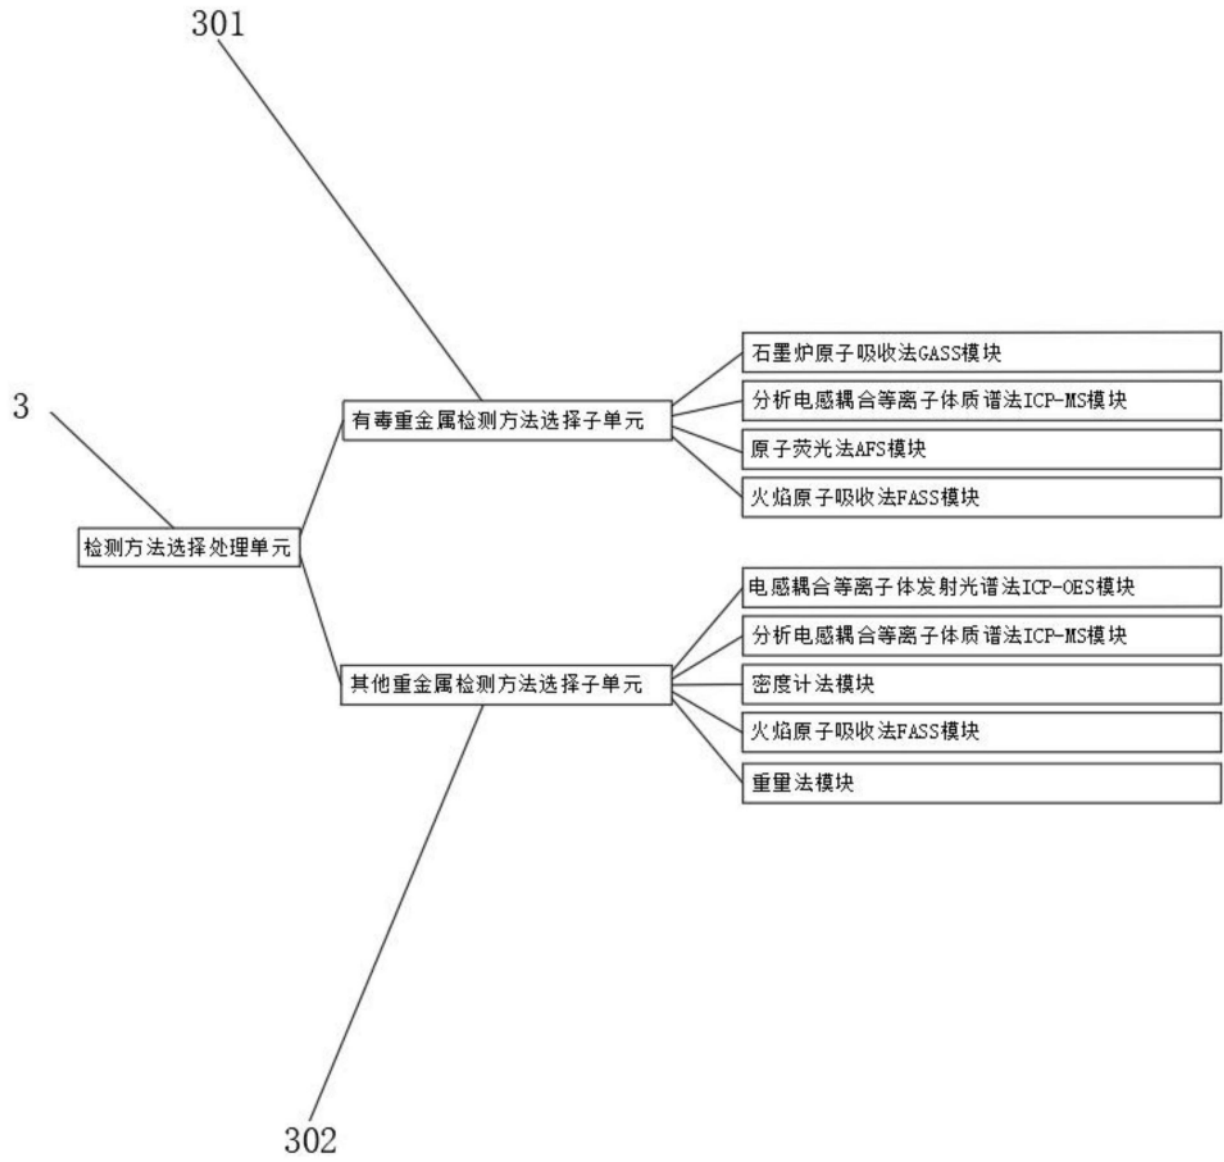 301
石墨炉原子吸收法GASS模块
3
分析电感耦合等离子体质谱法ICP-MS模块
有毒重金属检测方法选择子单元
原子荧光法AFS模块
火焰原子吸收法FASS模块
检测方法选择处理单元
电感耦合等离子体发射光谱法ICP-OES模块
分析电感耦合等离子体质谱法ICP-MS模块
其他重金属检测方法选择子单元
密度计法模块
火焰原子吸收法FASS模块
重量法模块
302